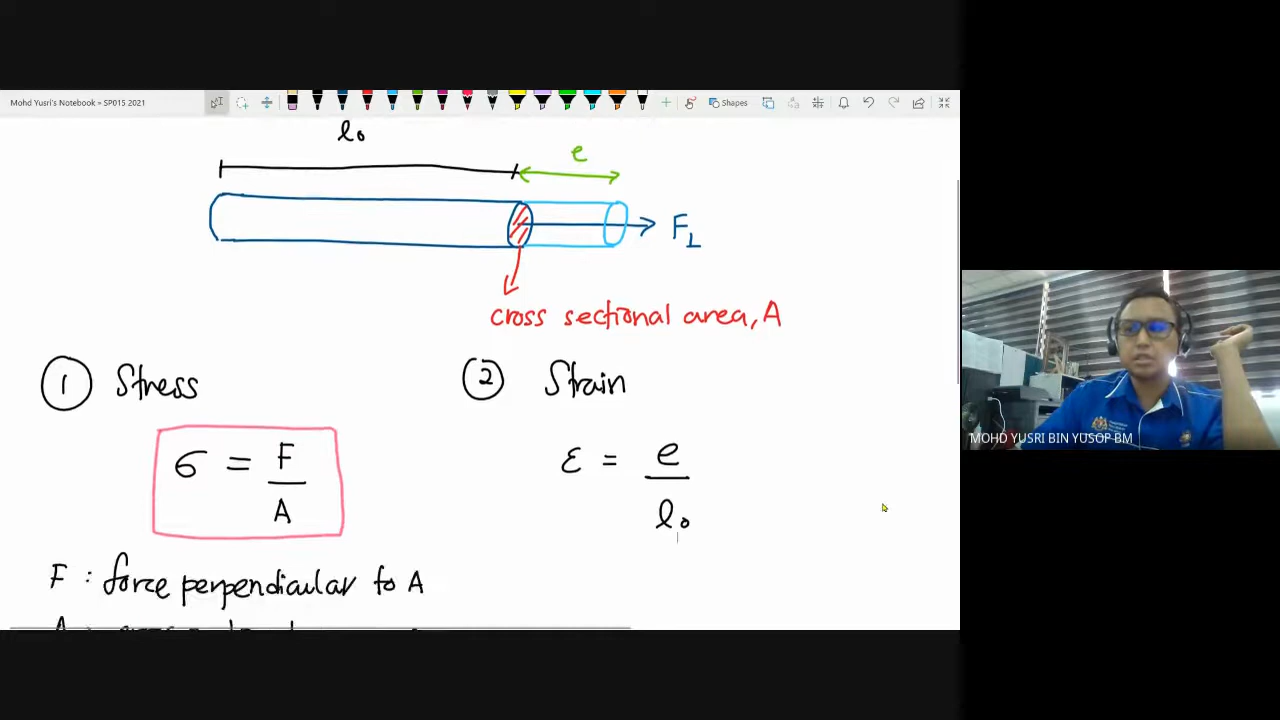 Mohd Yusri's Notebook » SP015 2021
Shapes
l₀
e
F⊥
cross sectional area, A
① Stress
② Strain
σ = F/A
ε = e/l₀
F : force perpendicular to A
MOHD YUSRI BIN YUSOP BM